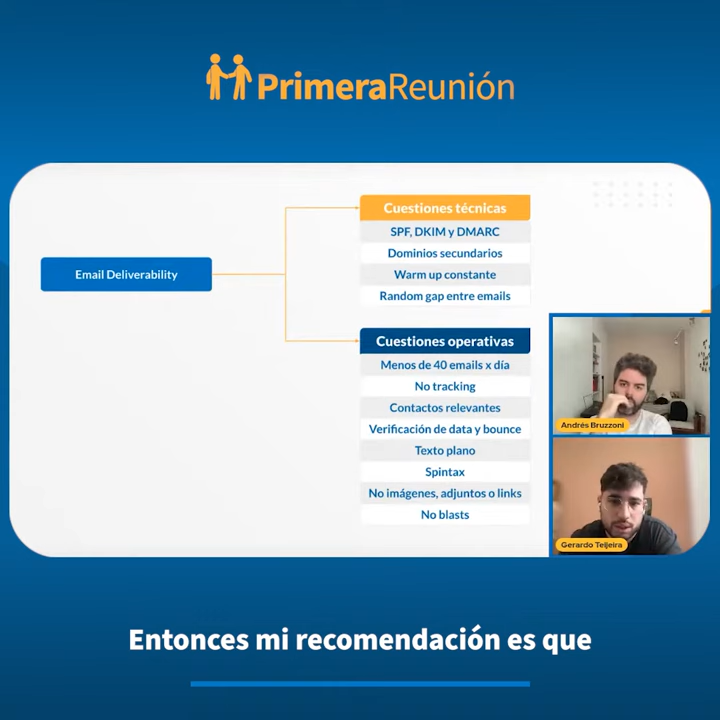 PrimeraReunión
Email Deliverability
Cuestiones técnicas
SPF, DKIM y DMARC
Dominios secundarios
Warm up constante
Random gap entre emails
Cuestiones operativas
Menos de 40 emails x día
No tracking
Contactos relevantes
Verificación de data y bounce
Texto plano
Spintax
No imágenes, adjuntos o links
No blasts
Andrés Bruzzoni
Gerardo Teijeira
Entonces mi recomendación es que